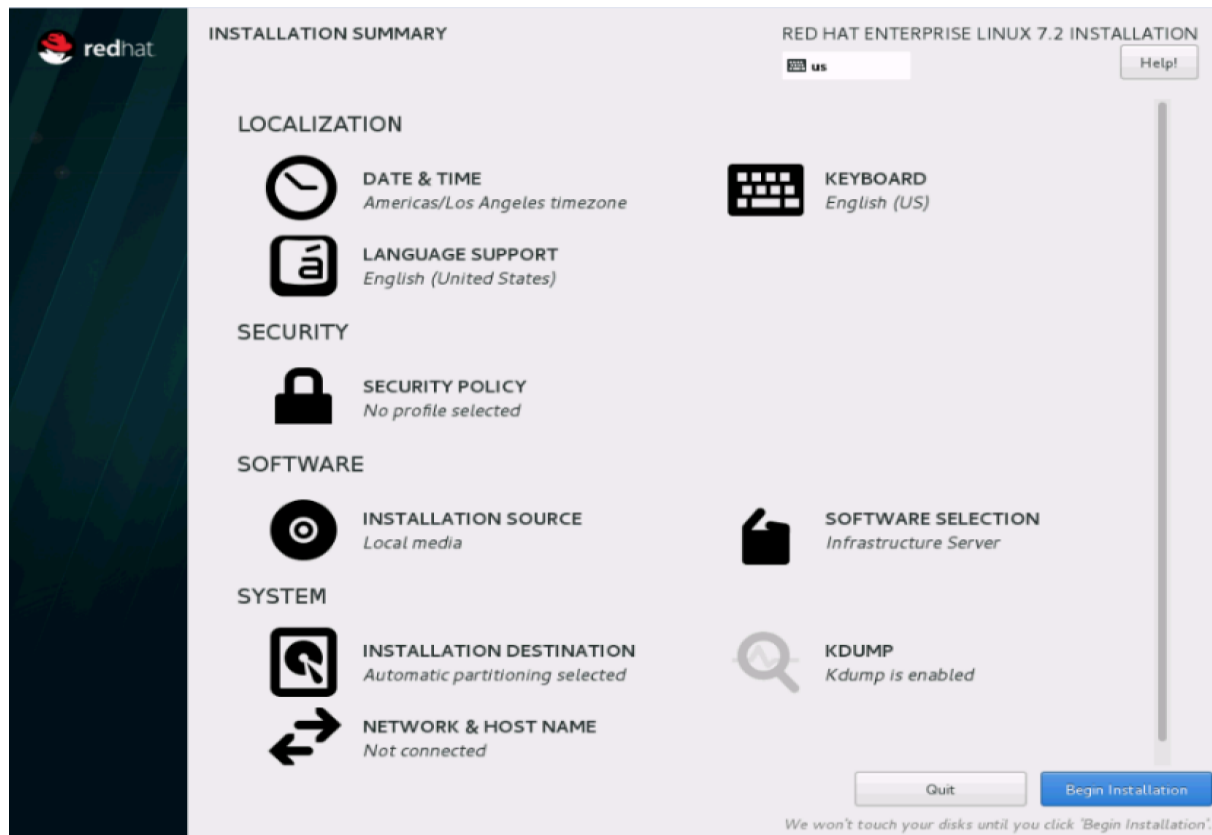 redhat
INSTALLATION SUMMARY
RED HAT ENTERPRISE LINUX 7.2 INSTALLATION
us
Help!
LOCALIZATION
DATE & TIME
Americas/Los Angeles timezone
KEYBOARD
English (US)
á
LANGUAGE SUPPORT
English (United States)
SECURITY
SECURITY POLICY
No profile selected
SOFTWARE
INSTALLATION SOURCE
Local media
SOFTWARE SELECTION
Infrastructure Server
SYSTEM
INSTALLATION DESTINATION
Automatic partitioning selected
KDUMP
Kdump is enabled
NETWORK & HOST NAME
Not connected
Quit
Begin Installation
We won't touch your disks until you click 'Begin Installation'.